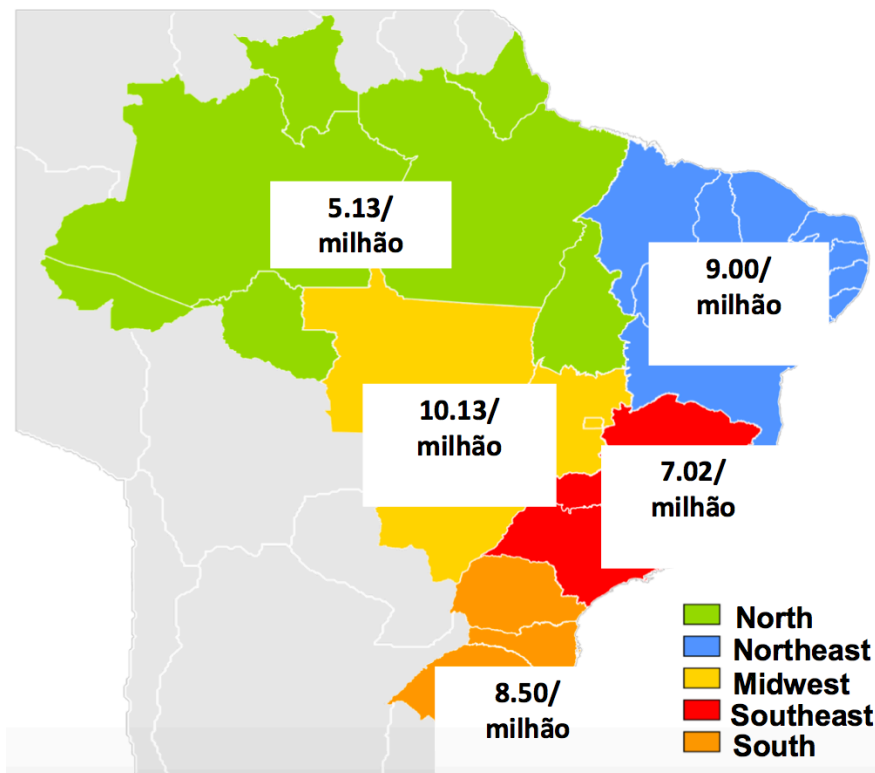 5.13/
milhão
9.00/
milhão
10.13/
milhão
7.02/
milhão
8.50/
milhão
North
Northeast
Midwest
Southeast
South